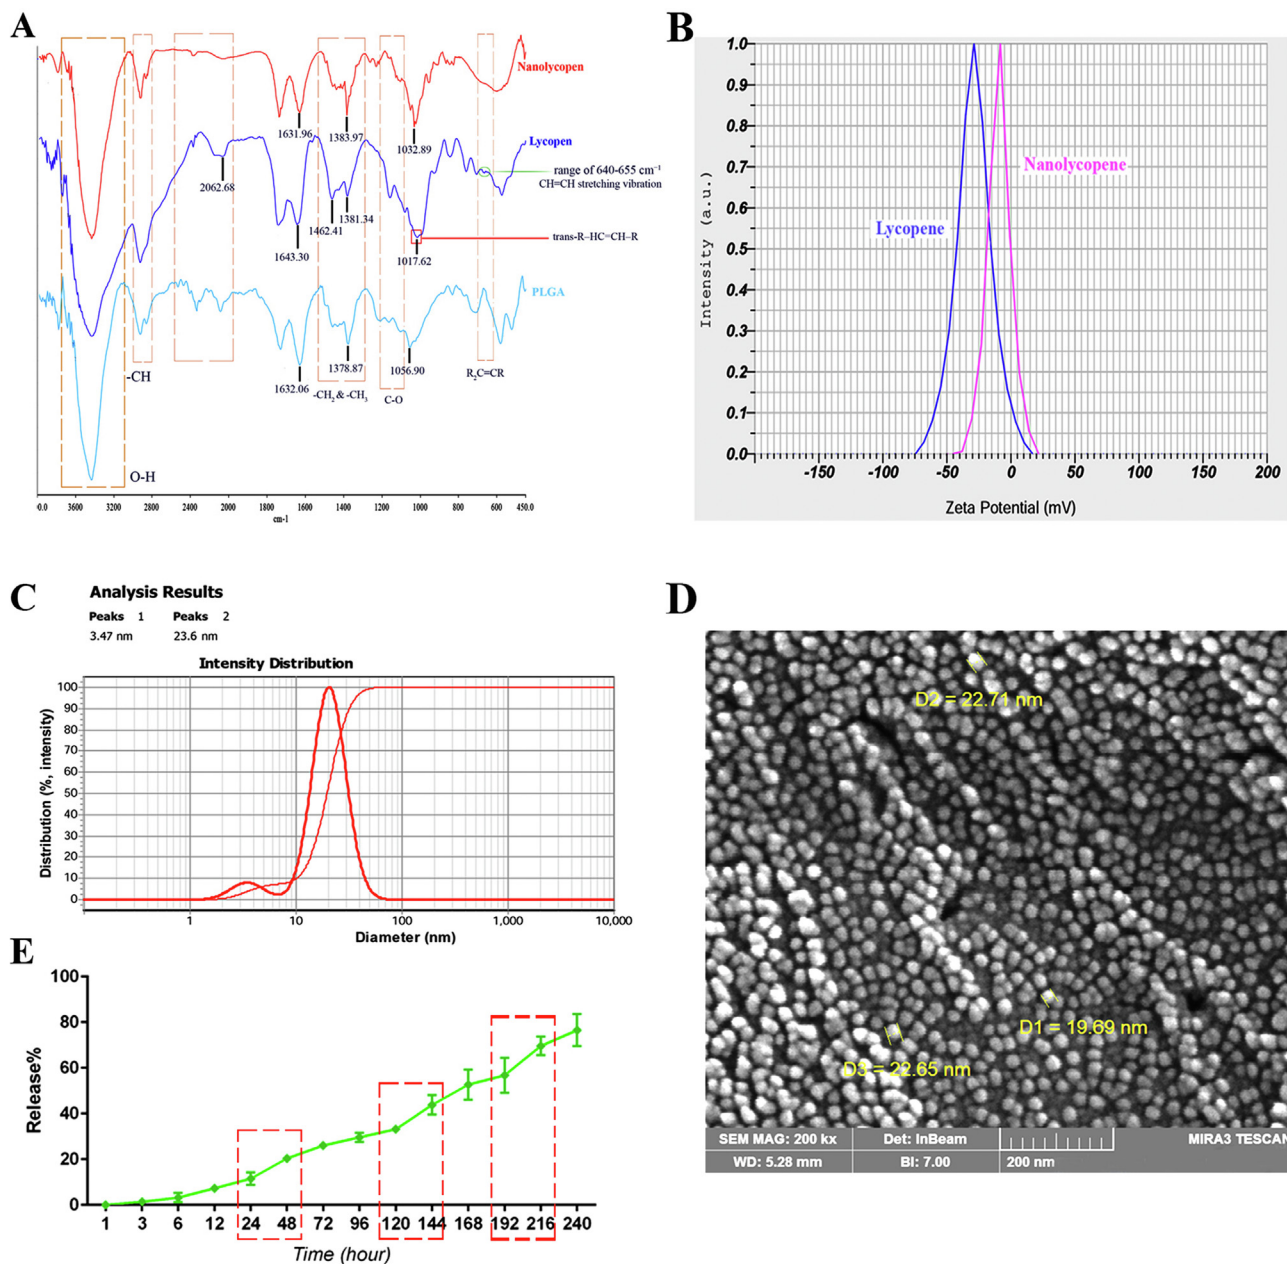 A
Nanolycopen
1631.96
1383.97
1032.89
Lycopen
2062.68
range of 640-655 cm⁻¹
CH=CH stretching vibration
1462.41
1381.34
trans-R–HC=CH–R
1643.30
1017.62
PLGA
-CH
1632.06
1378.87
1056.90
R₂C=CR
-CH₂ & -CH₃
C-O
O-H
00.0 3600 3200 2800 2400 2000 1800 1600 1400 1200 1000 800 600 450.0
cm-1
B
1.0
0.9
0.8
0.7
0.6
0.5
0.4
0.3
0.2
0.1
0.0
Intensity (a.u.)
Nanolycopene
Lycopene
-150 -100 -50 0 50 100 150 200
Zeta Potential (mV)
C
Analysis Results
Peaks 1 Peaks 2
3.47 nm 23.6 nm
Intensity Distribution
100
90
80
70
60
50
40
30
20
10
0
Distribution (%, intensity)
1 10 100 1,000 10,000
Diameter (nm)
D
D2 = 22.71 nm
D1 = 19.69 nm
D3 = 22.65 nm
SEM MAG: 200 kx Det: InBeam MIRA3 TESCAN
WD: 5.28 mm BI: 7.00 200 nm
E
100
80
60
40
20
0
Release%
1 3 6 12 24 48 72 96 120 144 168 192 216 240
Time (hour)